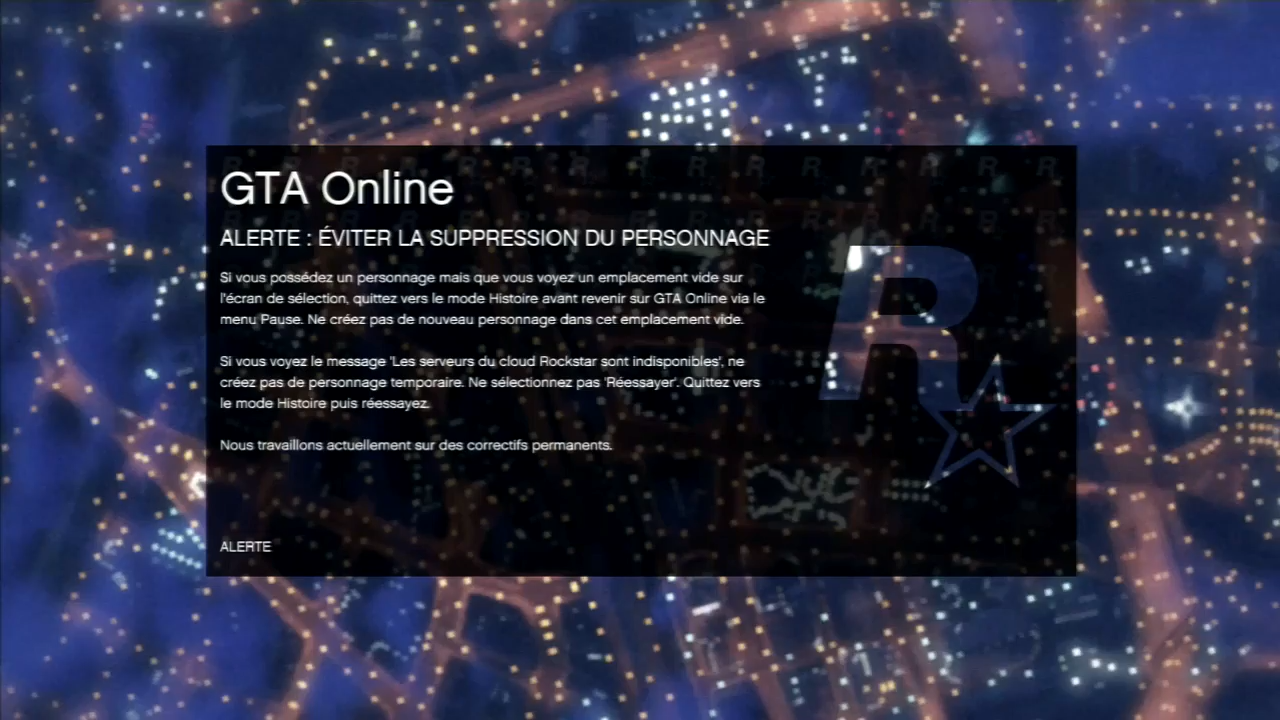 GTA Online
ALERTE : ÉVITER LA SUPPRESSION DU PERSONNAGE
Si vous possédez un personnage mais que vous voyez un emplacement vide sur
l'écran de sélection, quittez vers le mode Histoire avant revenir sur GTA Online via le
menu Pause. Ne créez pas de nouveau personnage dans cet emplacement vide.
Si vous voyez le message 'Les serveurs du cloud Rockstar sont indisponibles', ne
créez pas de personnage temporaire. Ne sélectionnez pas 'Réessayer'. Quittez vers
le mode Histoire puis réessayez.
Nous travaillons actuellement sur des correctifs permanents.
ALERTE
R